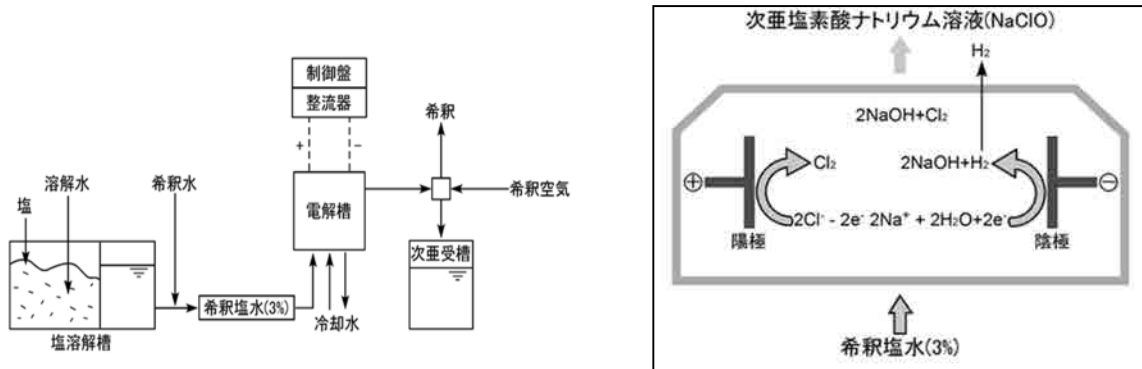 制御盤
整流器
+
−
希釈
希釈空気
電解槽
次亜受槽
塩
溶解水
希釈水
希釈塩水(3%)
冷却水
塩溶解槽
次亜塩素酸ナトリウム溶液(NaClO)
H₂
2NaOH+Cl₂
Cl₂
2NaOH+H₂
⊕
⊖
2Cl⁻ - 2e⁻ 2Na⁺ + 2H₂O+2e⁻
陽極
陰極
希釈塩水(3%)